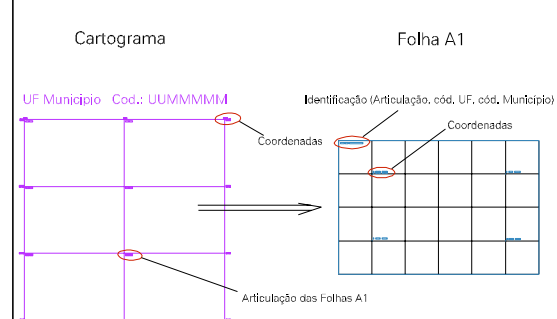 Cartograma
Folha A1
UF Município Cod.: UUMMMMM
Identificação (Articulação, cód. UF, cód. Município)
Coordenadas
Coordenadas
Articulação das Folhas A1